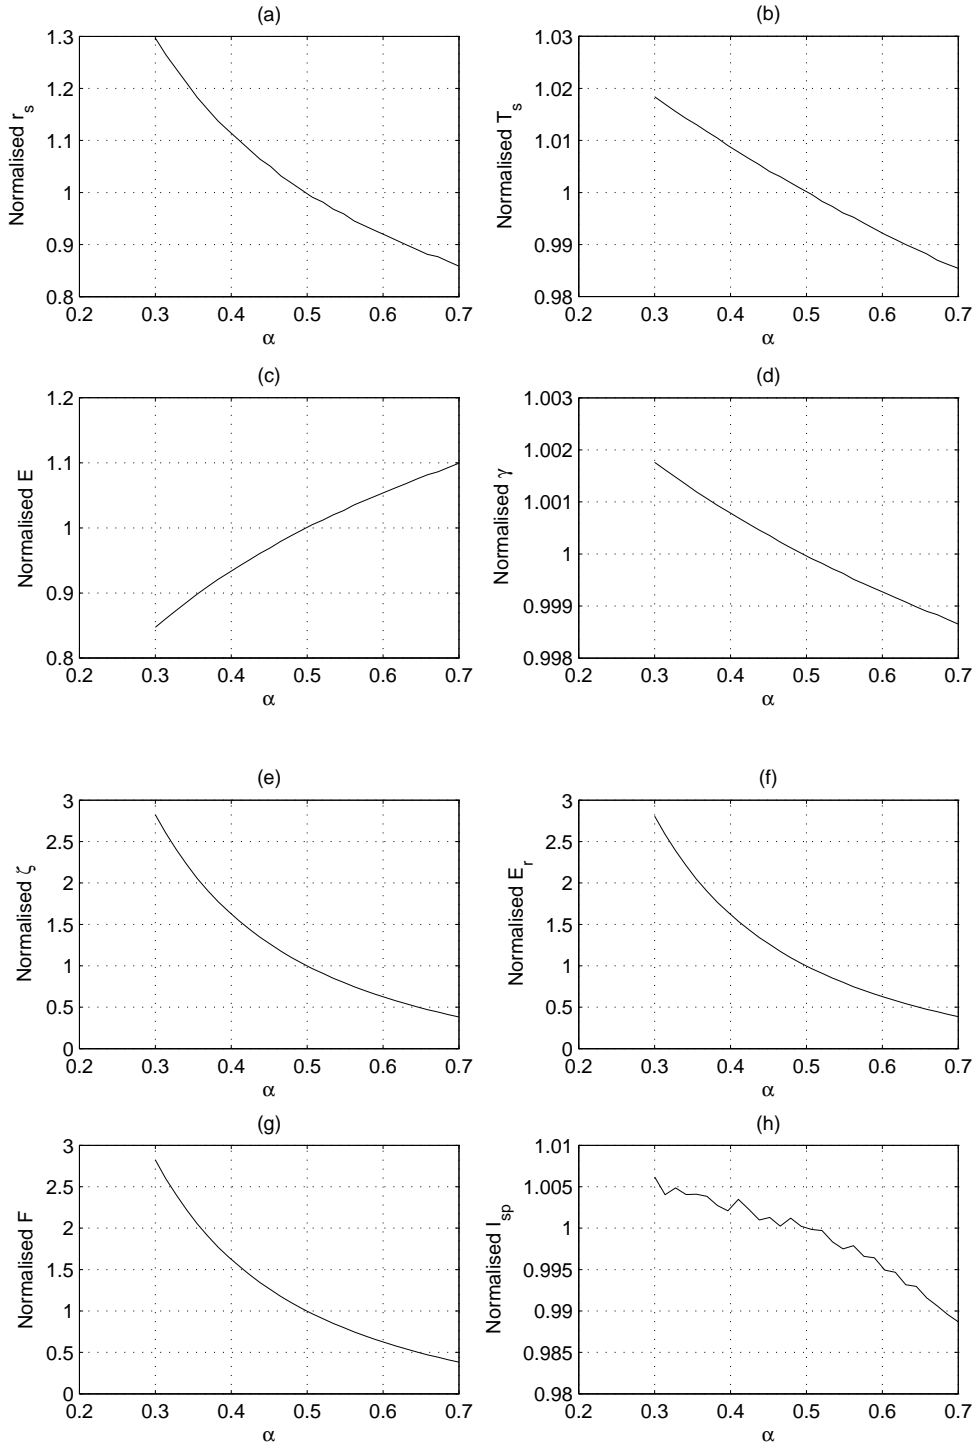 (a)
Normalised r_s
1.3
1.2
1.1
1
0.9
0.8
0.2 0.3 0.4 0.5 0.6 0.7
α
(b)
Normalised T_s
1.03
1.02
1.01
1
0.99
0.98
0.2 0.3 0.4 0.5 0.6 0.7
α
(c)
Normalised E
1.2
1.1
1
0.9
0.8
0.2 0.3 0.4 0.5 0.6 0.7
α
(d)
Normalised γ
1.003
1.002
1.001
1
0.999
0.998
0.2 0.3 0.4 0.5 0.6 0.7
α
(e)
Normalised ζ
3
2.5
2
1.5
1
0.5
0
0.2 0.3 0.4 0.5 0.6 0.7
α
(f)
Normalised E_r
3
2.5
2
1.5
1
0.5
0
0.2 0.3 0.4 0.5 0.6 0.7
α
(g)
Normalised F
3
2.5
2
1.5
1
0.5
0
0.2 0.3 0.4 0.5 0.6 0.7
α
(h)
Normalised I_sp
1.01
1.005
1
0.995
0.99
0.985
0.98
0.2 0.3 0.4 0.5 0.6 0.7
α